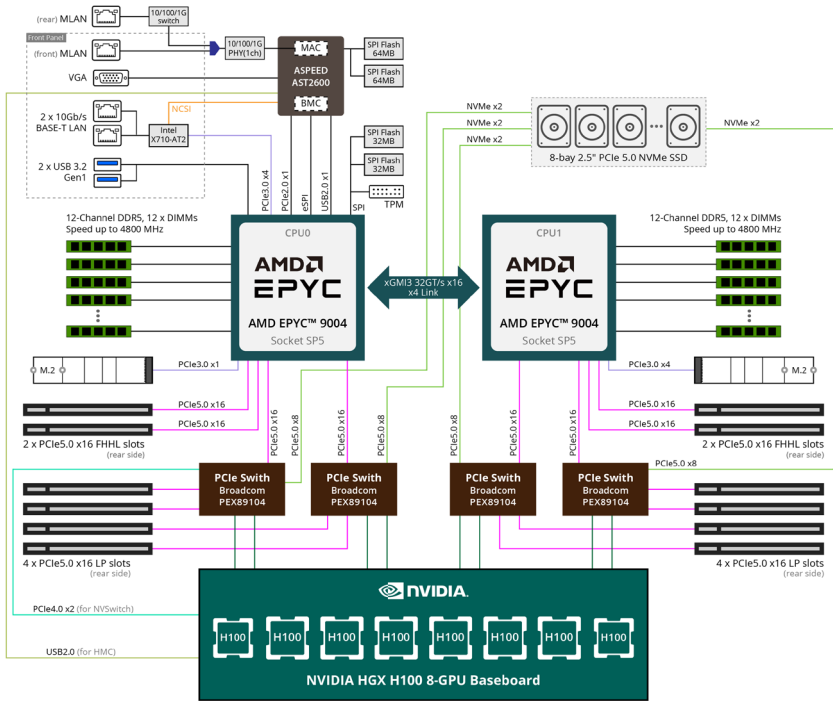 (rear) MLAN
10/100/1G
switch
Front Panel
(front) MLAN
10/100/1G
PHY(1ch)
MAC
ASPEED
AST2600
BMC
SPI Flash
64MB
SPI Flash
64MB
VGA
NCSI
2 x 10Gb/s
BASE-T LAN
Intel
X710-AT2
2 x USB 3.2
Gen1
PCIe3.0 x4
PCIe2.0 x1
eSPI
USB2.0 x1
SPI
SPI Flash
32MB
SPI Flash
32MB
TPM
NVMe x2
NVMe x2
NVMe x2
NVMe x2
8-bay 2.5" PCIe 5.0 NVMe SSD
12-Channel DDR5, 12 x DIMMs
Speed up to 4800 MHz
CPU0
AMD
EPYC
AMD EPYC™ 9004
Socket SP5
xGMI3 32GT/s x16
x4 Link
CPU1
AMD
EPYC
AMD EPYC™ 9004
Socket SP5
12-Channel DDR5, 12 x DIMMs
Speed up to 4800 MHz
M.2
PCIe3.0 x1
PCIe3.0 x4
M.2
PCIe5.0 x16
PCIe5.0 x16
2 x PCIe5.0 x16 FHHL slots
(rear side)
PCIe5.0 x16
PCIe5.0 x8
PCIe5.0 x16
PCIe5.0 x8
PCIe5.0 x8
PCIe5.0 x16
PCIe5.0 x16
PCIe5.0 x16
PCIe5.0 x16
2 x PCIe5.0 x16 FHHL slots
(rear side)
PCIe5.0 x8
PCIe Swith
Broadcom
PEX89104
PCIe Swith
Broadcom
PEX89104
PCIe Swith
Broadcom
PEX89104
PCIe Swith
Broadcom
PEX89104
4 x PCIe5.0 x16 LP slots
(rear side)
4 x PCIe5.0 x16 LP slots
(rear side)
PCIe4.0 x2 (for NVSwitch)
USB2.0 (for HMC)
NVIDIA.
H100 H100 H100 H100 H100 H100 H100 H100
NVIDIA HGX H100 8-GPU Baseboard